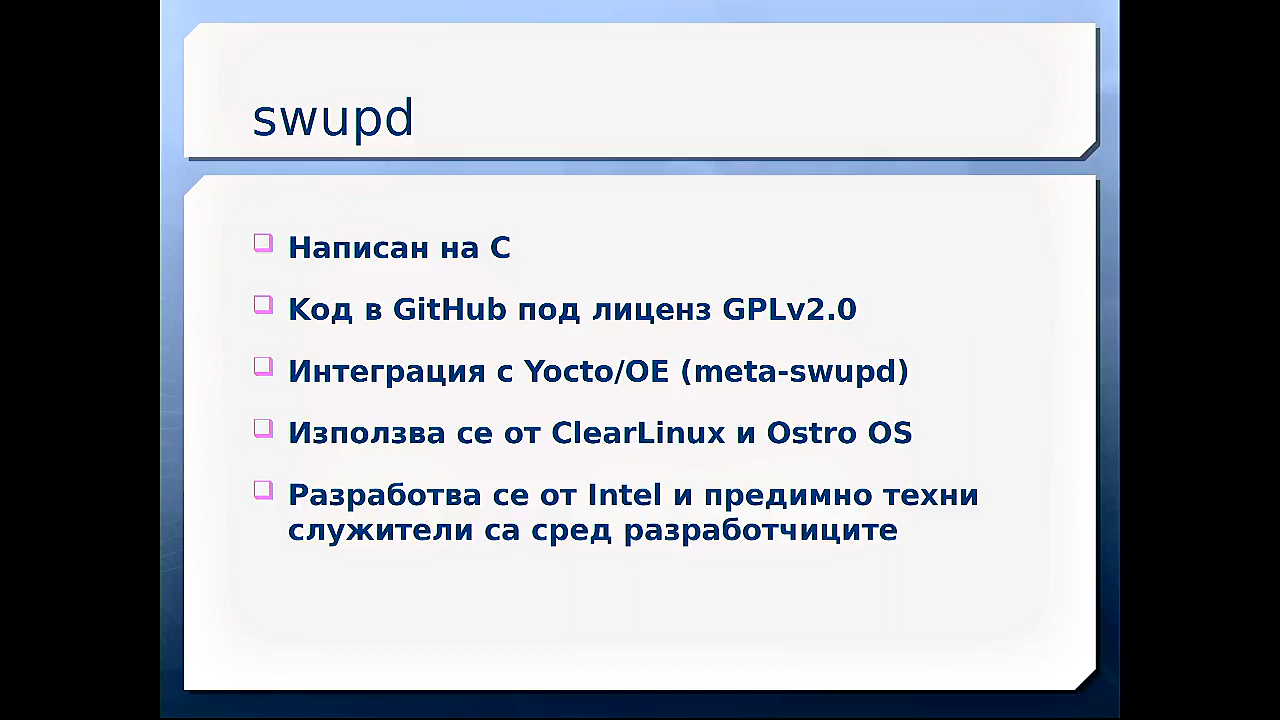 swupd
Написан на C
Код в GitHub под лиценз GPLv2.0
Интеграция с Yocto/OE (meta-swupd)
Използва се от ClearLinux и Ostro OS
Разработва се от Intel и предимно техни
служители са сред разработчиците